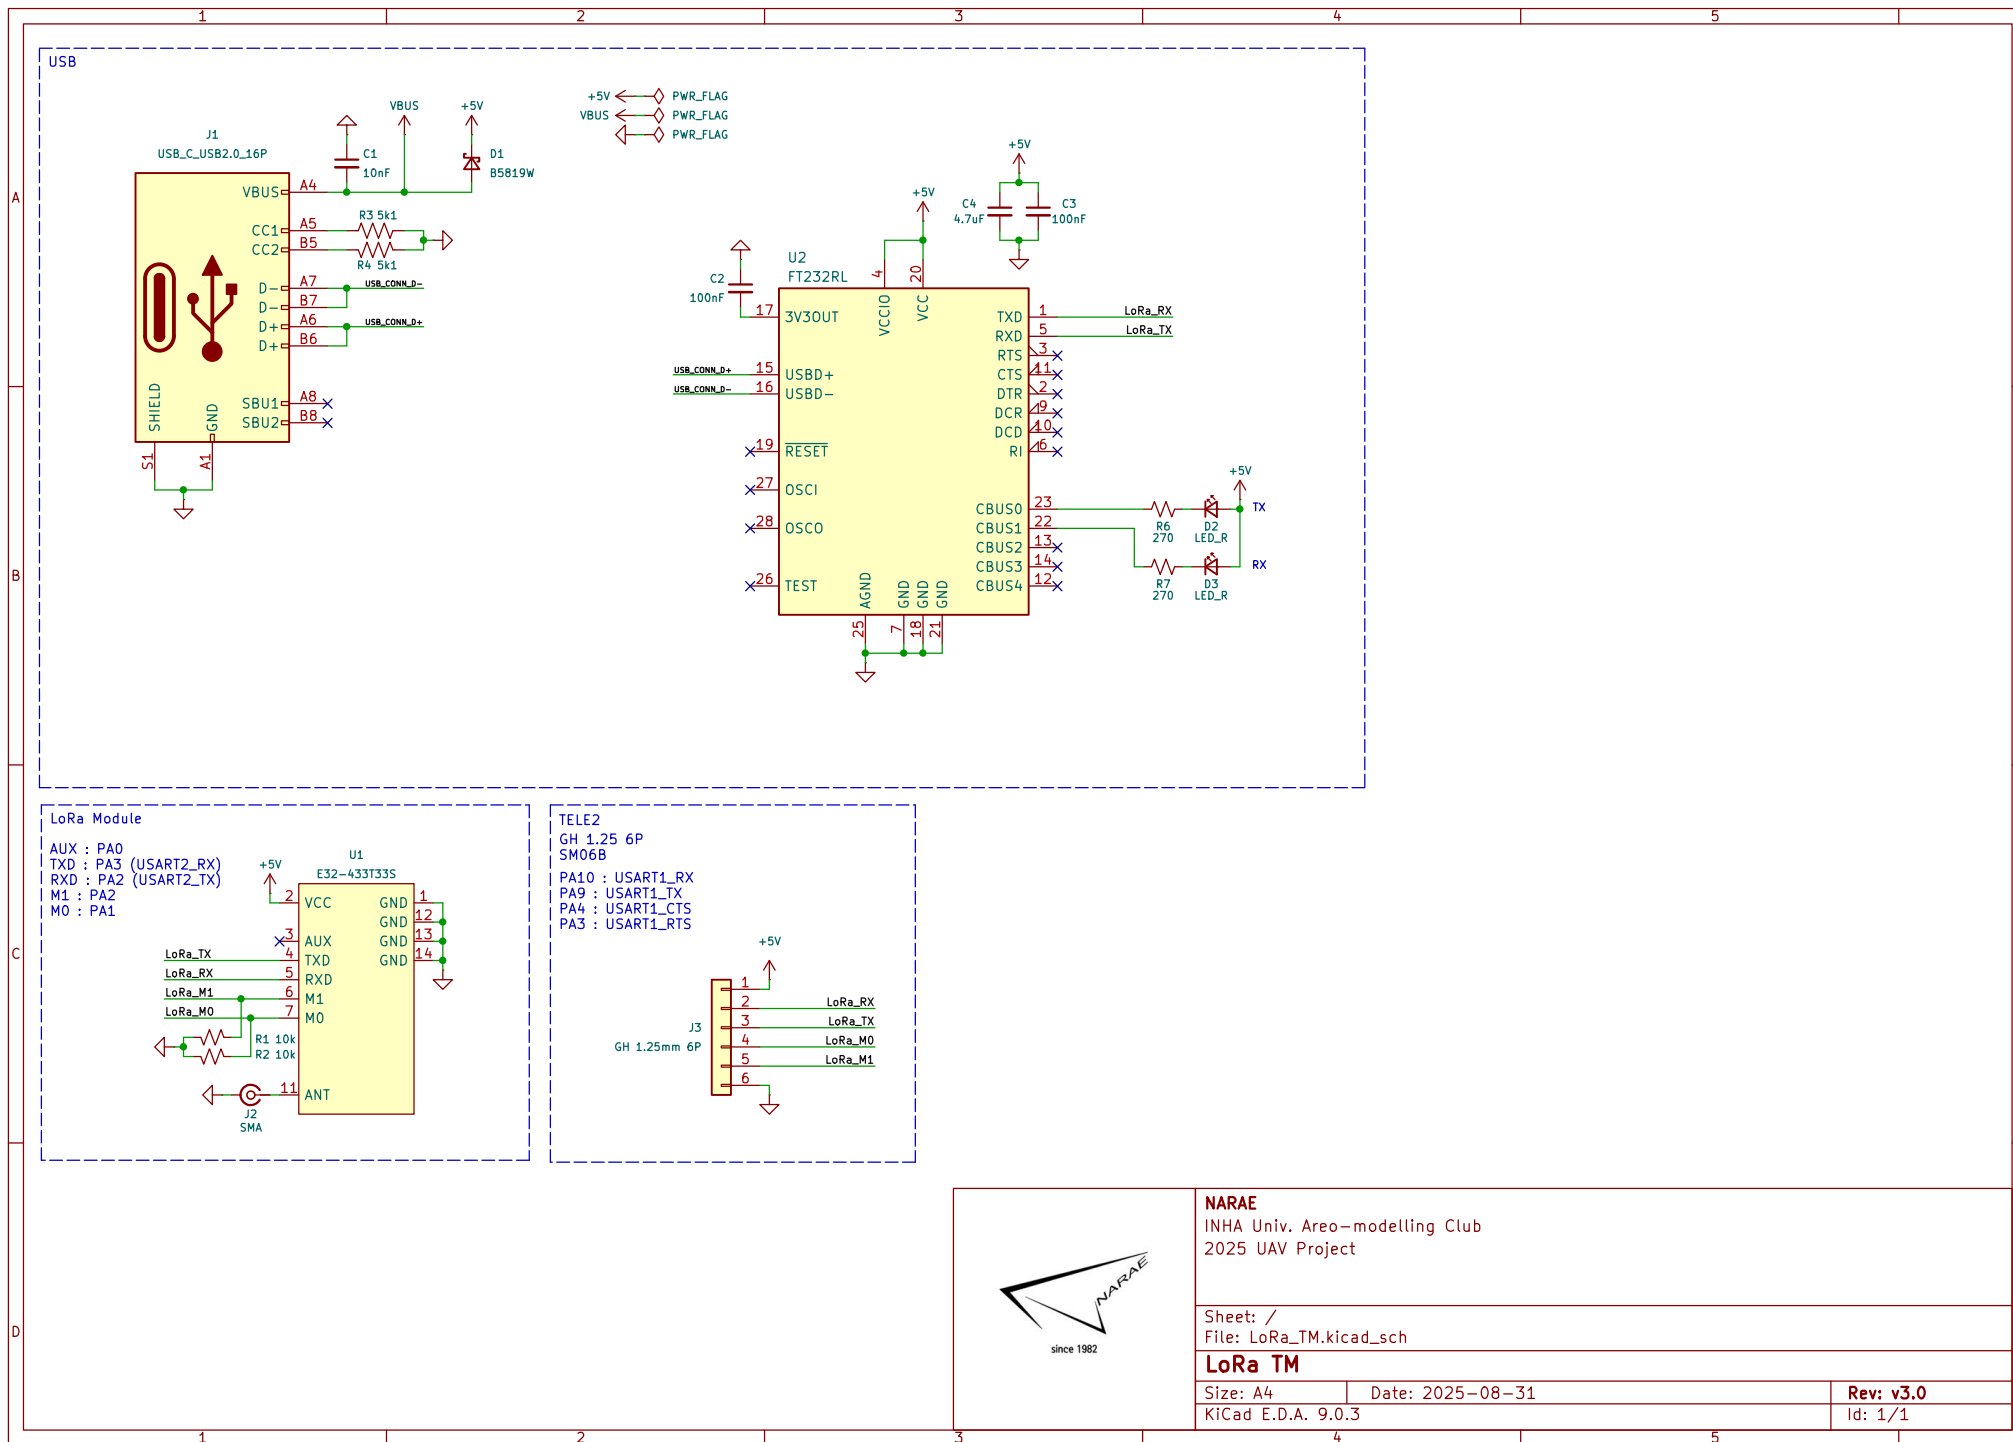 1 2 3 4 5
A
B
C
D
USB
J1
USB_C_USB2.0_16P
VBUS A4
CC1 A5
CC2 B5
D- A7
D- B7
D+ A6
D+ B6
SBU1 A8
SBU2 B8
SHIELD
GND
S1
A1
C1
10nF
VBUS
+5V
D1
B5819W
R3 5k1
R4 5k1
USB_CONN_D-
USB_CONN_D+
+5V PWR_FLAG
VBUS PWR_FLAG
PWR_FLAG
+5V
C4
4.7uF
C3
100nF
+5V
C2
100nF
U2
FT232RL
4
20
VCCIO
VCC
17 3V3OUT
USB_CONN_D+ 15 USBD+
USB_CONN_D- 16 USBD-
19 RESET
27 OSCI
28 OSCO
26 TEST
TXD 1 LoRa_RX
RXD 5 LoRa_TX
RTS 3
CTS 11
DTR 2
DCR 9
DCD 10
RI 6
CBUS0 23
CBUS1 22
CBUS2 13
CBUS3 14
CBUS4 12
AGND
GND
GND
GND
25
7
18
21
+5V
R6
270
D2
LED_R
TX
R7
270
D3
LED_R
RX
LoRa Module
AUX : PA0
TXD : PA3 (USART2_RX)
RXD : PA2 (USART2_TX)
M1 : PA2
M0 : PA1
+5V
U1
E32-433T33S
2 VCC
3 AUX
LoRa_TX 4 TXD
LoRa_RX 5 RXD
LoRa_M1 6 M1
LoRa_M0 7 M0
11 ANT
GND 1
GND 12
GND 13
GND 14
R1 10k
R2 10k
J2
SMA
TELE2
GH 1.25 6P
SM06B
PA10 : USART1_RX
PA9 : USART1_TX
PA4 : USART1_CTS
PA3 : USART1_RTS
+5V
J3
GH 1.25mm 6P
1
2 LoRa_RX
3 LoRa_TX
4 LoRa_M0
5 LoRa_M1
6
NARAE
since 1982
NARAE
INHA Univ. Areo-modelling Club
2025 UAV Project
Sheet: /
File: LoRa_TM.kicad_sch
LoRa TM
Size: A4 Date: 2025-08-31 Rev: v3.0
KiCad E.D.A. 9.0.3 Id: 1/1
1 2 3 4 5